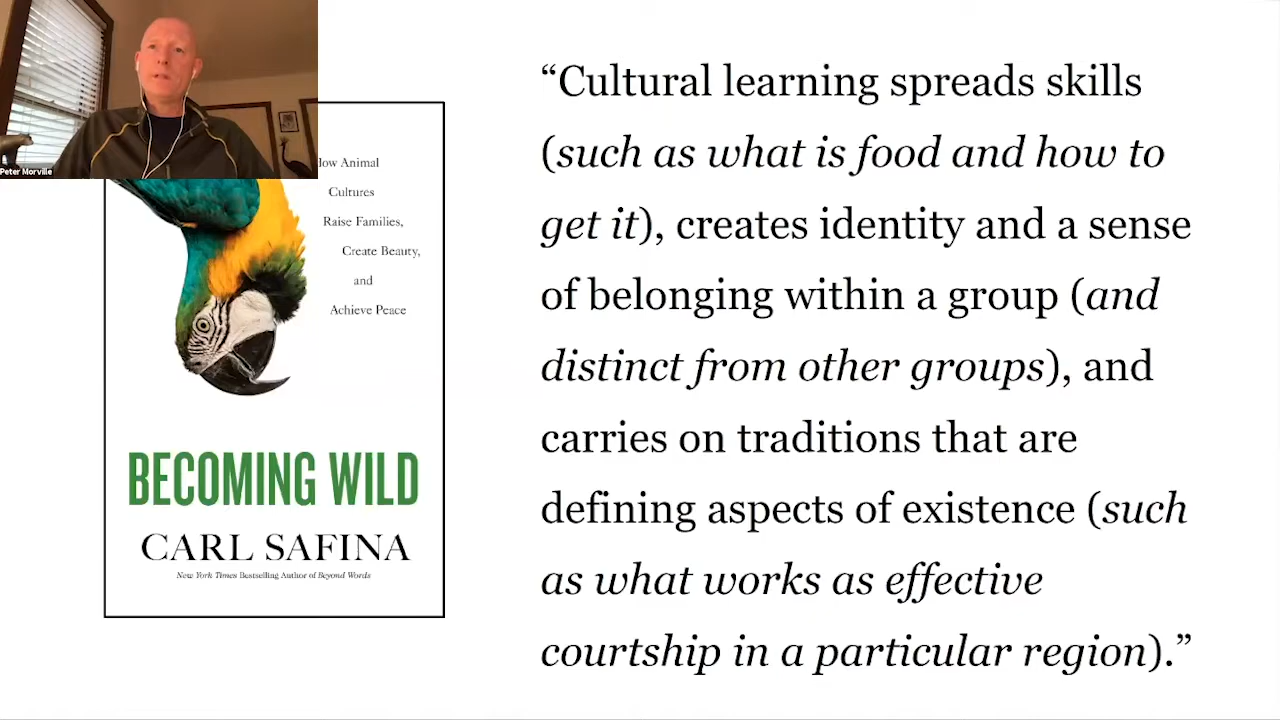 Peter Morville
How Animal
Cultures
Raise Families,
Create Beauty,
and
Achieve Peace
BECOMING WILD
CARL SAFINA
New York Times Bestselling Author of Beyond Words
“Cultural learning spreads skills
(such as what is food and how to
get it), creates identity and a sense
of belonging within a group (and
distinct from other groups), and
carries on traditions that are
defining aspects of existence (such
as what works as effective
courtship in a particular region).”